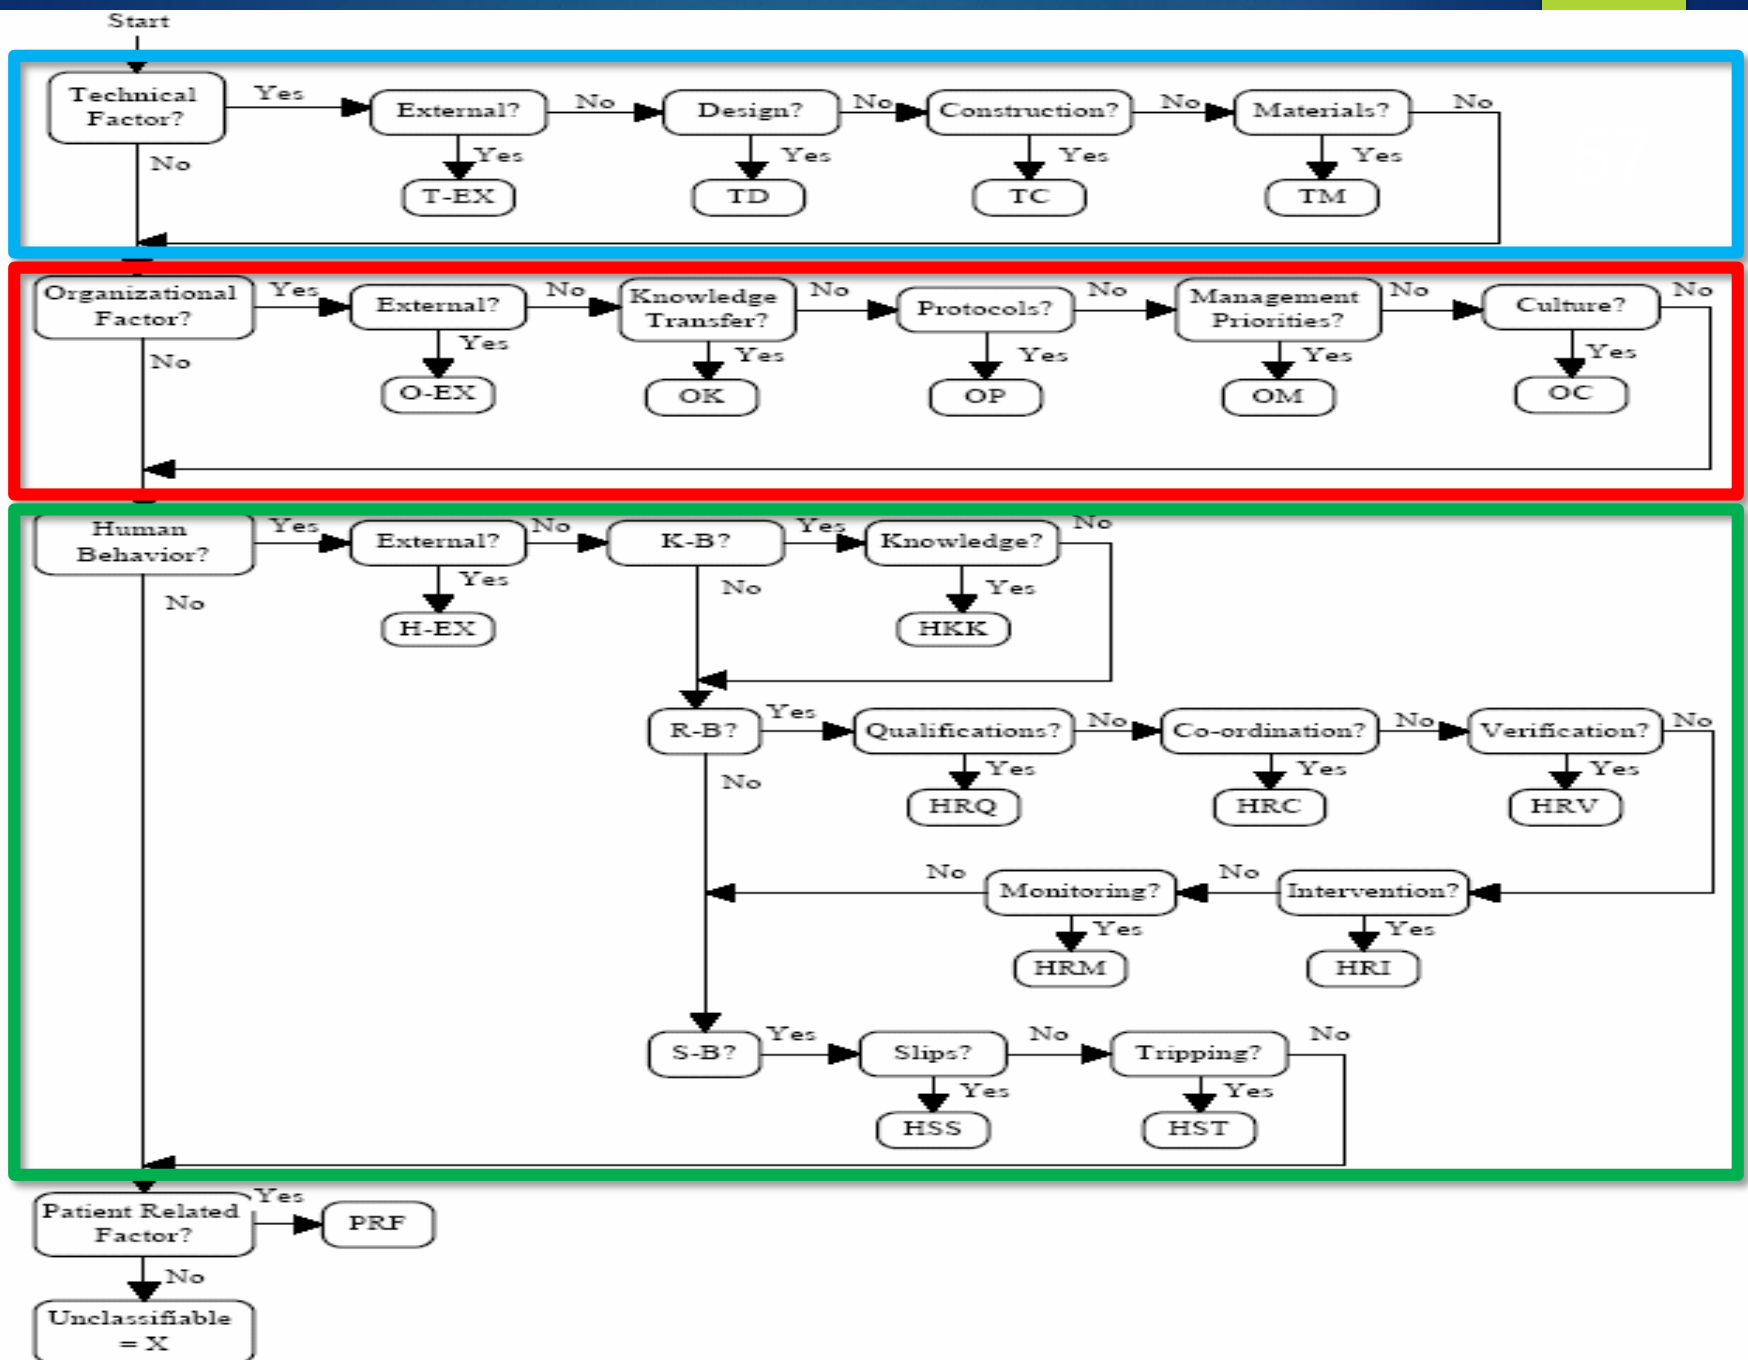 Start
Technical
Factor?
Yes
External?
No
Design?
No
Construction?
No
Materials?
No
No
Yes
Yes
Yes
Yes
T-EX
TD
TC
TM
Organizational
Factor?
Yes
External?
No
Knowledge
Transfer?
No
Protocols?
No
Management
Priorities?
No
Culture?
No
No
Yes
Yes
Yes
Yes
Yes
O-EX
OK
OP
OM
OC
Human
Behavior?
Yes
External?
No
K-B?
Yes
Knowledge?
No
No
Yes
No
Yes
H-EX
HKK
R-B?
Yes
Qualifications?
No
Co-ordination?
No
Verification?
No
No
Yes
Yes
Yes
HRQ
HRC
HRV
No
Monitoring?
No
Intervention?
Yes
Yes
HRM
HRI
S-B?
Yes
Slips?
No
Tripping?
No
Yes
Yes
HSS
HST
Patient Related
Factor?
Yes
PRF
No
Unclassifiable
= X